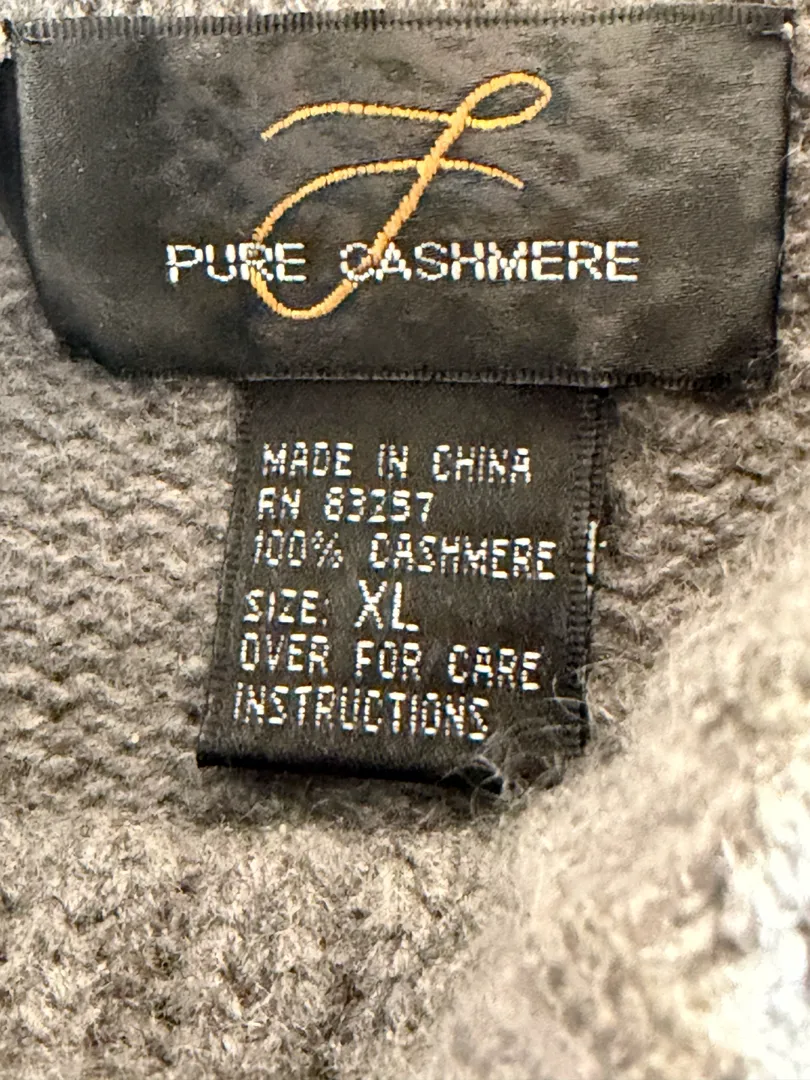 J
PURE CASHMERE
MADE IN CHINA
RN 83257
100% CASHMERE
SIZE: XL
OVER FOR CARE
INSTRUCTIONS